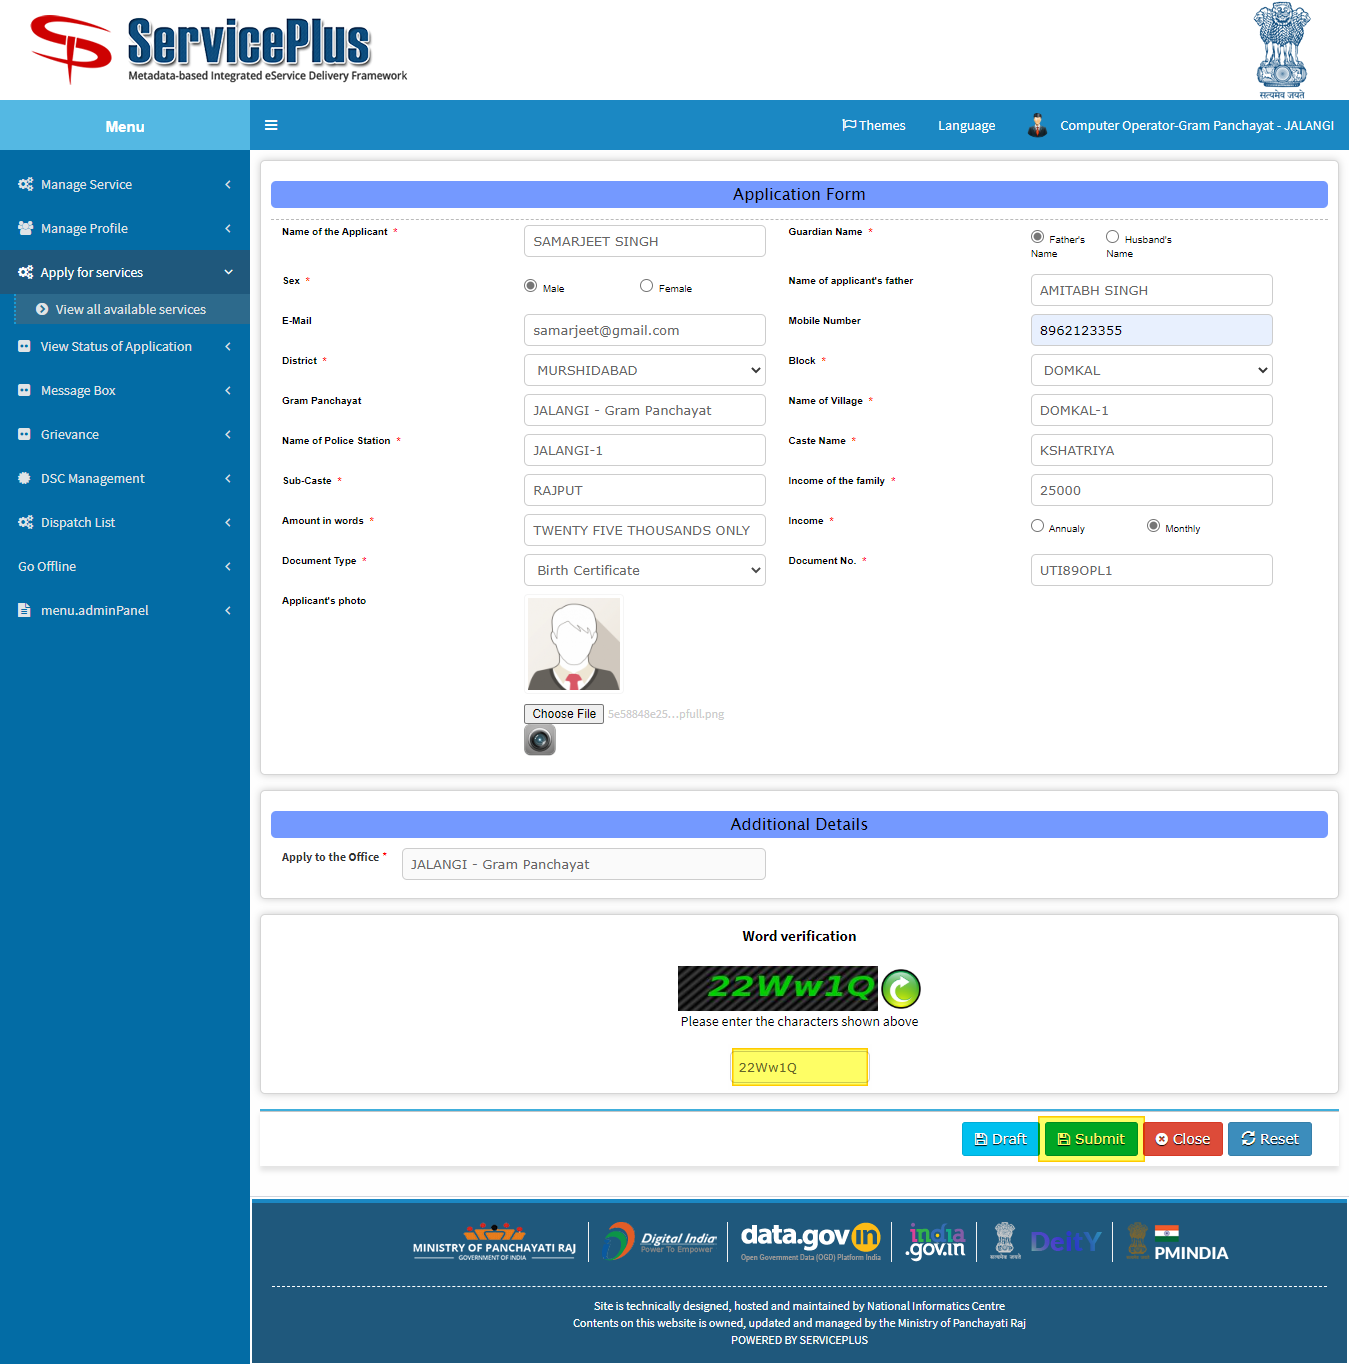 ServicePlus
Metadata-based Integrated eService Delivery Framework
सत्यमेव जयते
Menu
Themes
Language
Computer Operator-Gram Panchayat - JALANGI
Manage Service
Manage Profile
Apply for services
View all available services
View Status of Application
Message Box
Grievance
DSC Management
Dispatch List
Go Offline
menu.adminPanel
Application Form
Name of the Applicant * SAMARJEET SINGH
Guardian Name * Father's Name Husband's Name
Sex * Male Female
Name of applicant's father AMITABH SINGH
E-Mail samarjeet@gmail.com
Mobile Number 8962123355
District * MURSHIDABAD
Block * DOMKAL
Gram Panchayat JALANGI - Gram Panchayat
Name of Village * DOMKAL-1
Name of Police Station * JALANGI-1
Caste Name * KSHATRIYA
Sub-Caste * RAJPUT
Income of the family * 25000
Amount in words * TWENTY FIVE THOUSANDS ONLY
Income * Annualy Monthly
Document Type * Birth Certificate
Document No. * UTI89OPL1
Applicant's photo
Choose File 5e58848e25...pfull.png
Additional Details
Apply to the Office * JALANGI - Gram Panchayat
Word verification
22Ww1Q
Please enter the characters shown above
22Ww1Q
Draft Submit Close Reset
MINISTRY OF PANCHAYATI RAJ
GOVERNMENT OF INDIA
Digital India
Power To Empower
data.gov in
Open Government Data (OGD) Platform India
india
.gov.in
सत्यमेव जयते
DeitY
PMINDIA
Site is technically designed, hosted and maintained by National Informatics Centre
Contents on this website is owned, updated and managed by the Ministry of Panchayati Raj
POWERED BY SERVICEPLUS